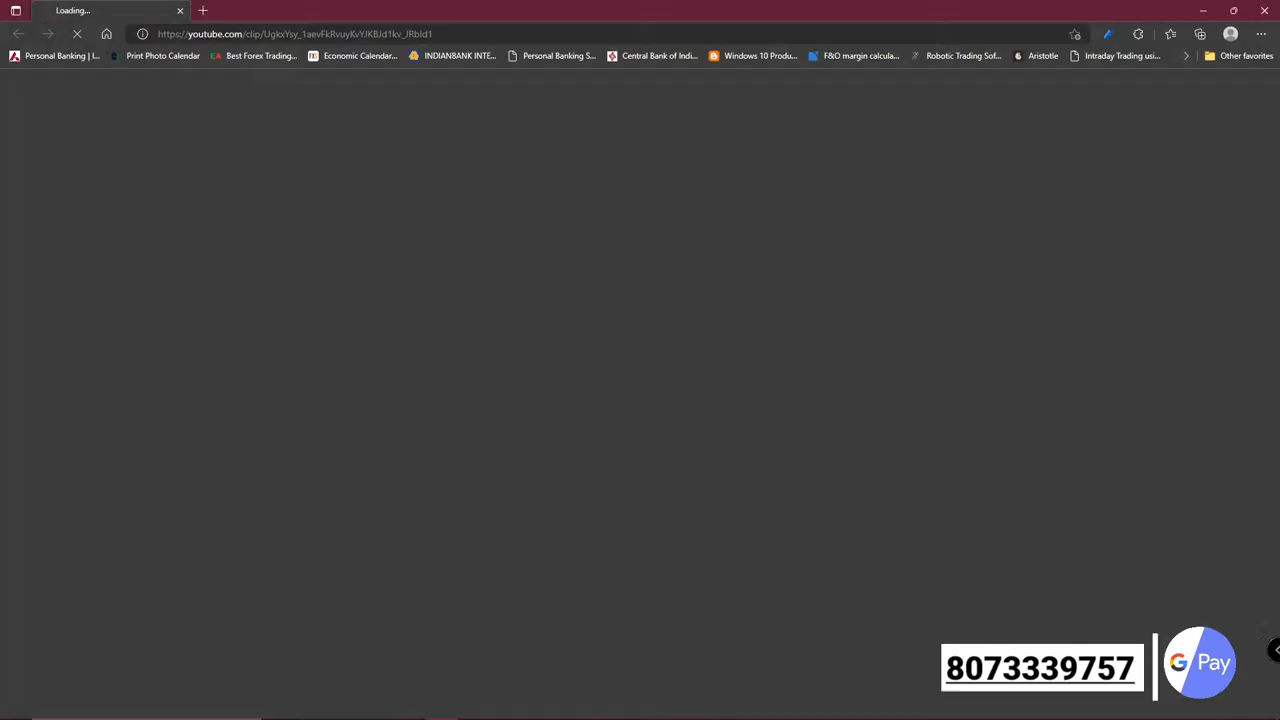 Loading...
https://youtube.com/clip/UgkxYsy_1aevFkRvuyKvYJKBJd1kv_JRbId1
Personal Banking | I...
Print Photo Calendar
Best Forex Trading...
Economic Calendar...
INDIANBANK INTE...
Personal Banking S...
Central Bank of Indi...
Windows 10 Produ...
F&O margin calcula...
Robotic Trading Sof...
Aristotle
Intraday Trading usi...
Other favorites
8073339757
G Pay